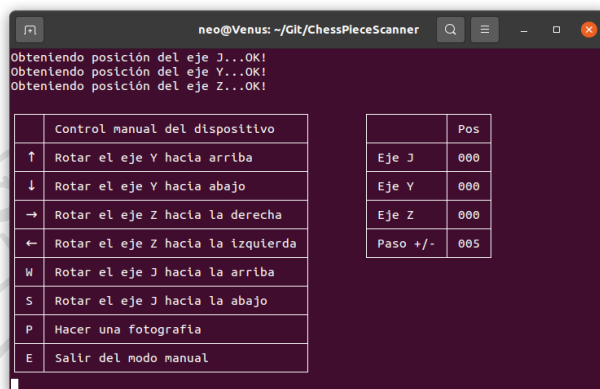 neo@Venus: ~/Git/ChessPieceScanner
Obteniendo posición del eje J...OK!
Obteniendo posición del eje Y...OK!
Obteniendo posición del eje Z...OK!
Control manual del dispositivo
↑ Rotar el eje Y hacia arriba
↓ Rotar el eje Y hacia abajo
→ Rotar el eje Z hacia la derecha
← Rotar el eje Z hacia la izquierda
W Rotar el eje J hacia la arriba
S Rotar el eje J hacia la abajo
P Hacer una fotografia
E Salir del modo manual
Pos
Eje J 000
Eje Y 000
Eje Z 000
Paso +/- 005